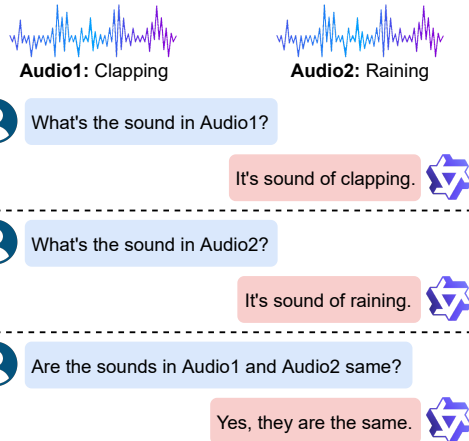 Audio1: Clapping
Audio2: Raining
What's the sound in Audio1?
It's sound of clapping.
What's the sound in Audio2?
It's sound of raining.
Are the sounds in Audio1 and Audio2 same?
Yes, they are the same.